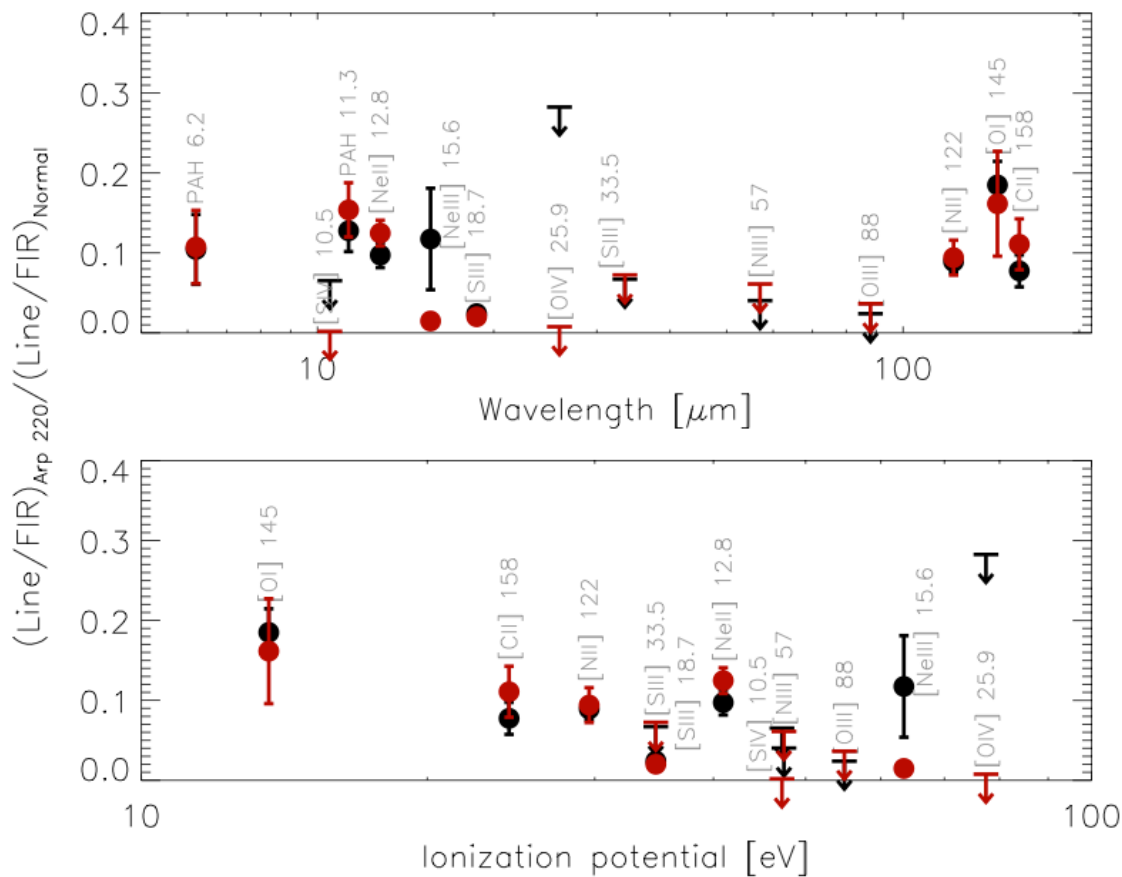 (Line/FIR)Arp 220/(Line/FIR)Normal
0.4
0.3
0.2
0.1
0.0
PAH 6.2
[SIV] 10.5
PAH 11.3
[NeII] 12.8
[NeIII] 15.6
[SIII] 18.7
[OIV] 25.9
[SIII] 33.5
[NIII] 57
[OIII] 88
[NII] 122
[OI] 145
[CII] 158
10
100
Wavelength [μm]
0.4
0.3
0.2
0.1
0.0
[OI] 145
[CII] 158
[NII] 122
[SIII] 33.5
[SIII] 18.7
[NeII] 12.8
[SIV] 10.5
[NIII] 57
[OIII] 88
[NeIII] 15.6
[OIV] 25.9
10
100
Ionization potential [eV]